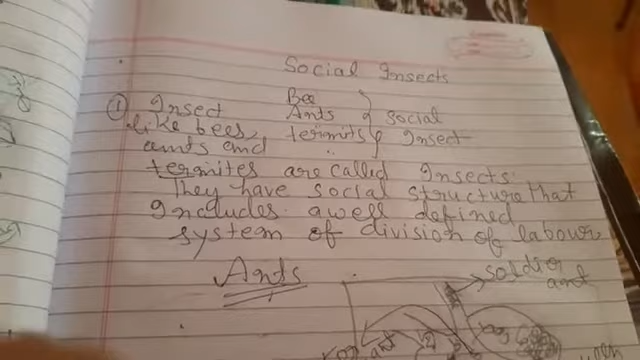 Social Insects
① Insect Bee } social
like bees, Ants
ants and termits } Insect
termites are called Insects.
They have social structure that
Includes a well defined
system of division of labour
Ants
soldier
ant
ant